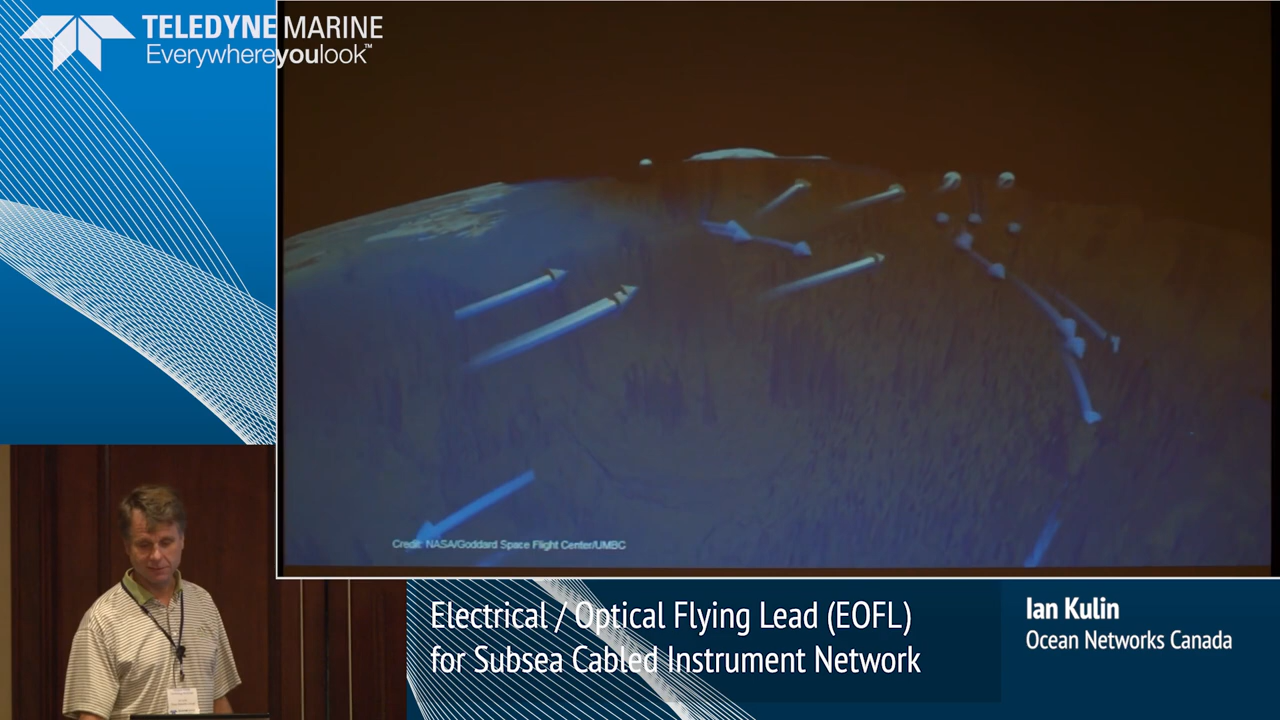 TELEDYNE MARINE
Everywhereyoulook™
Credit: NASA/Goddard Space Flight Center/UMBC
Electrical / Optical Flying Lead (EOFL)
for Subsea Cabled Instrument Network
Ian Kulin
Ocean Networks Canada